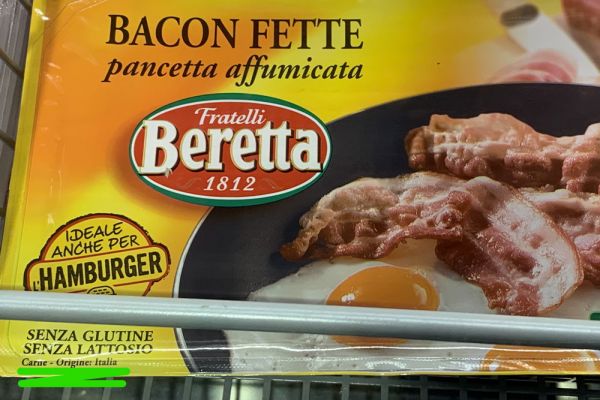 BACON FETTE
pancetta affumicata
Fratelli
Beretta
1812
IDEALE
ANCHE PER
L'HAMBURGER
SENZA GLUTINE
SENZA LATTOSIO
Carne - Origine: Italia